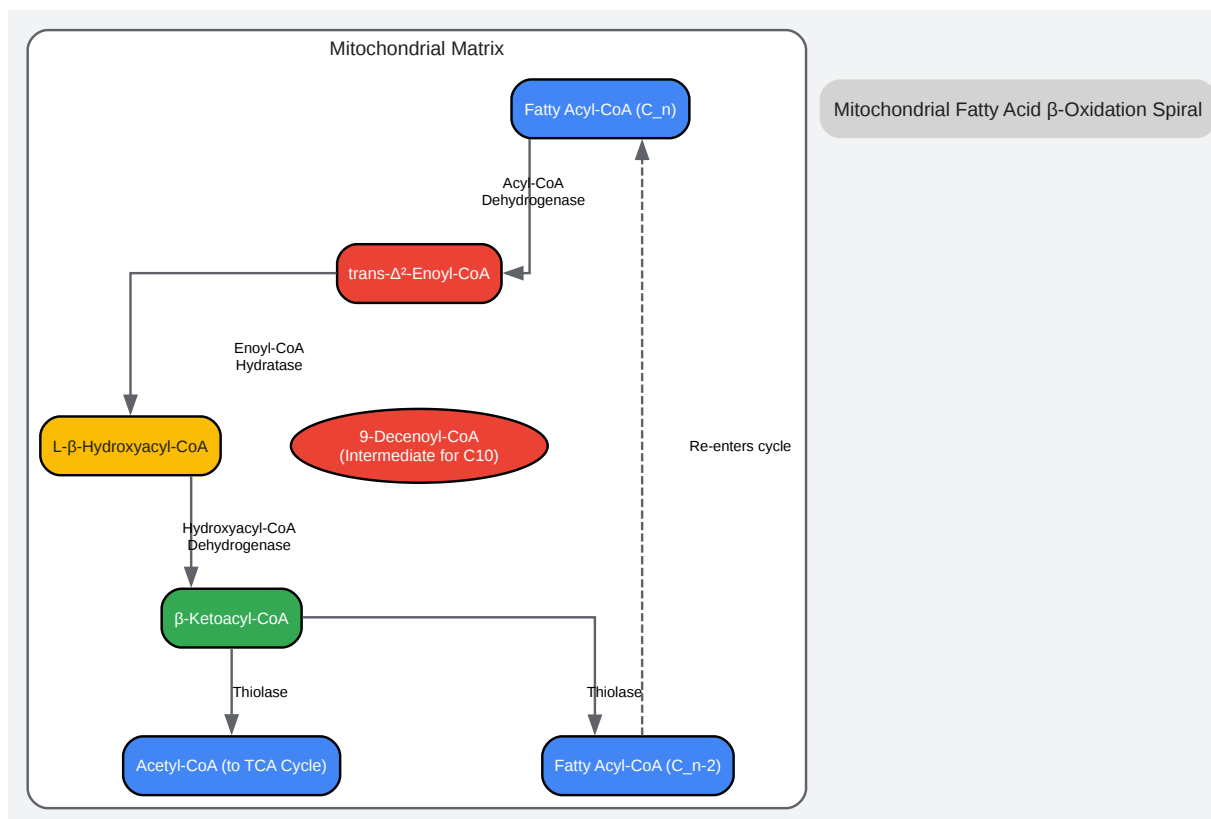 Mitochondrial Matrix
Fatty Acyl-CoA (C_n)
Mitochondrial Fatty Acid β-Oxidation Spiral
Acyl-CoA
Dehydrogenase
trans-Δ²-Enoyl-CoA
Enoyl-CoA
Hydratase
L-β-Hydroxyacyl-CoA
9-Decenoyl-CoA
(Intermediate for C10)
Re-enters cycle
Hydroxyacyl-CoA
Dehydrogenase
β-Ketoacyl-CoA
Thiolase
Thiolase
Acetyl-CoA (to TCA Cycle)
Fatty Acyl-CoA (C_n-2)